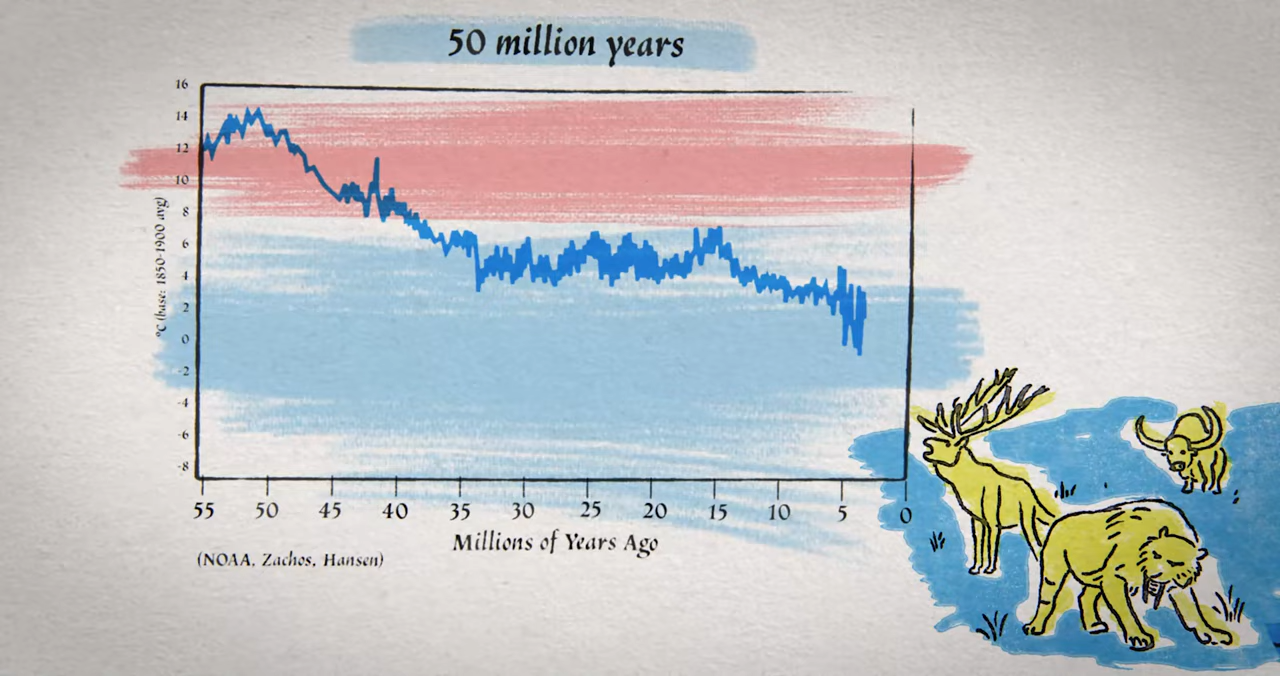 50 million years
16
14
12
10
8
6
4
2
0
-2
-4
-6
-8
°C (base: 1850-1900 avg)
55 50 45 40 35 30 25 20 15 10 5 0
Millions of Years Ago
(NOAA, Zachos, Hansen)